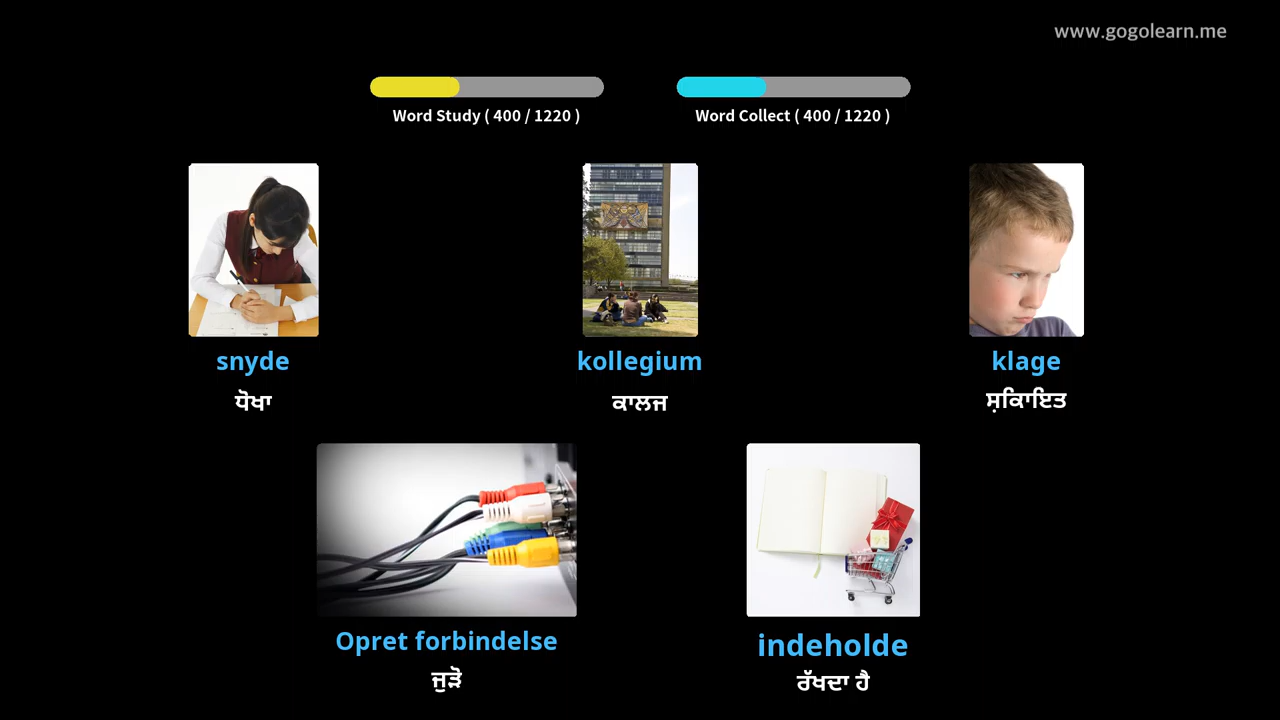 www.gogolearn.me
Word Study ( 400 / 1220 )
Word Collect ( 400 / 1220 )
snyde
kollegium
klage
ਧੋਖਾ
ਕਾਲਜ
ਸ਼ਿਕਾਇਤ
Opret forbindelse
indeholde
ਜੁੜੋ
ਰੱਖਦਾ ਹੈ